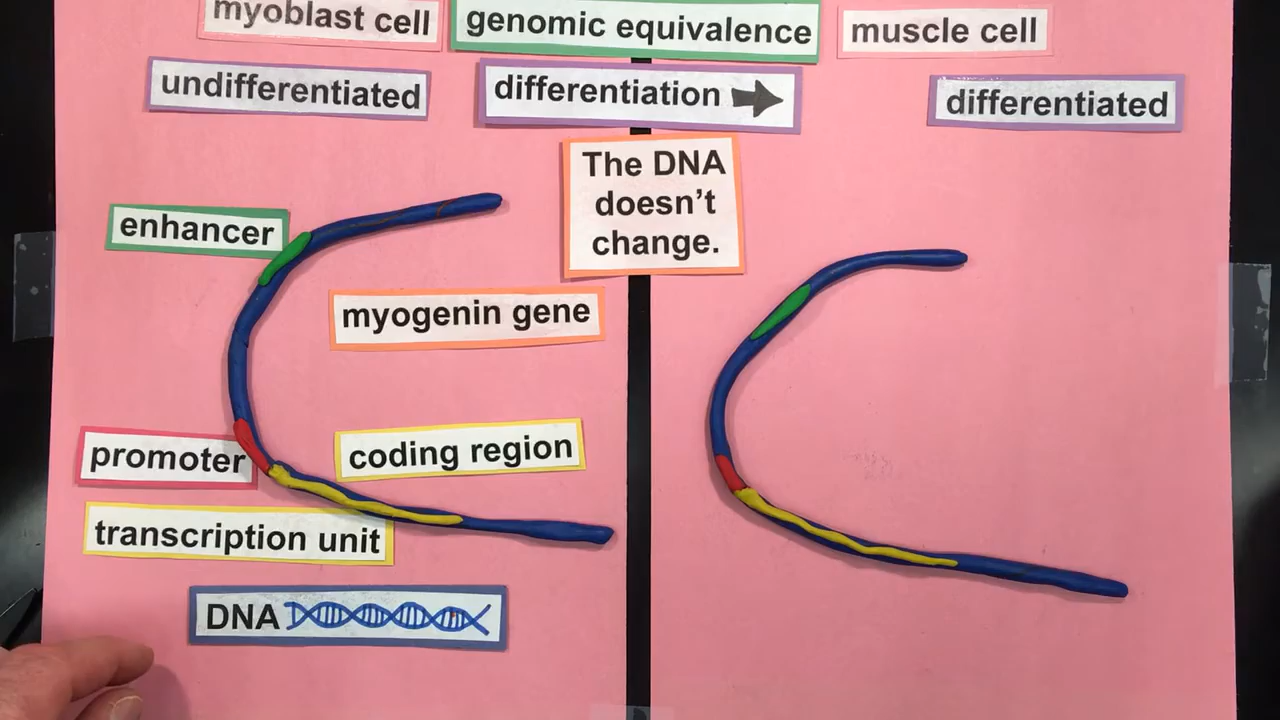 myoblast cell
genomic equivalence
muscle cell
undifferentiated
differentiation
differentiated
The DNA
doesn't
change.
enhancer
myogenin gene
promoter
coding region
transcription unit
DNA